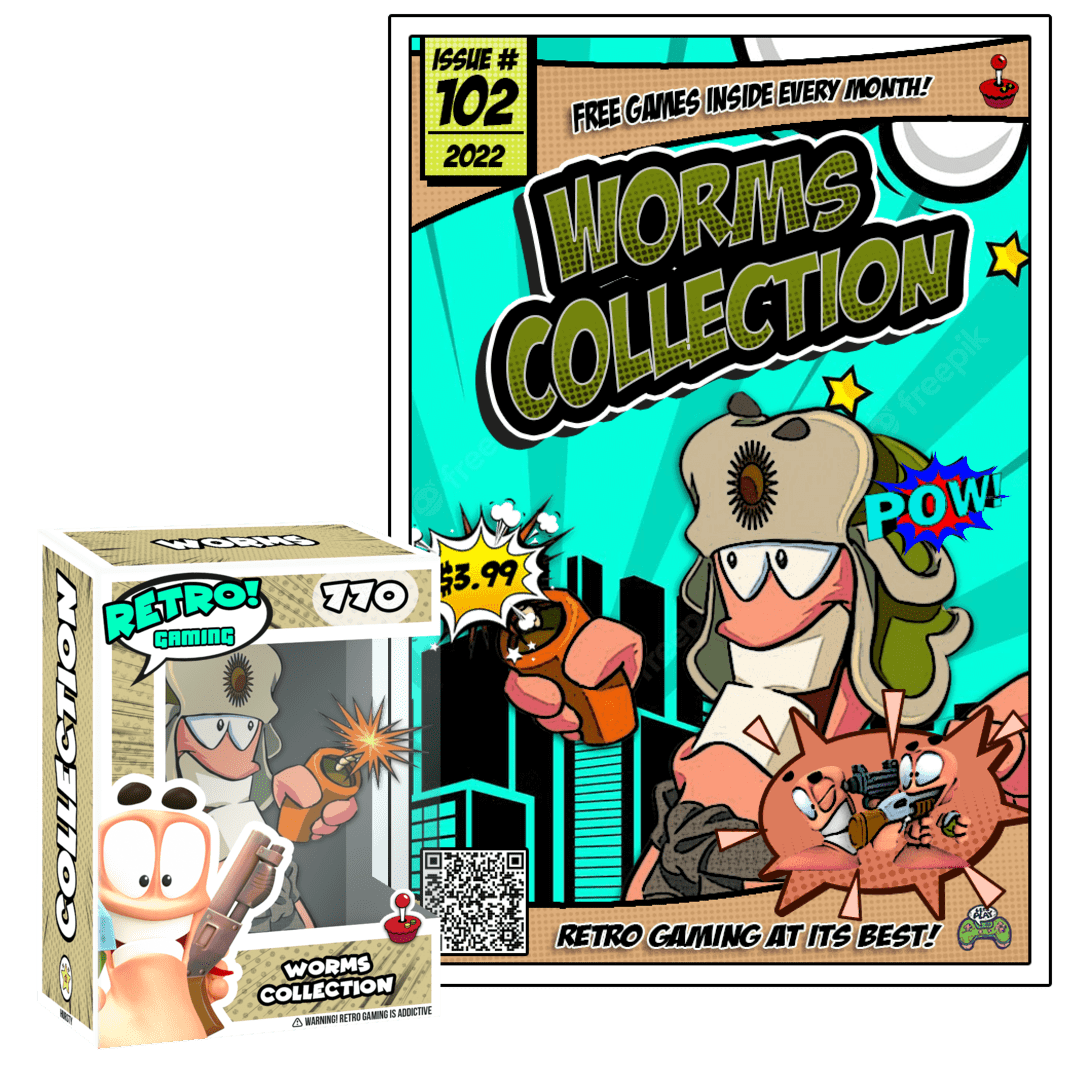 ISSUE #
102
2022
FREE GAMES INSIDE EVERY MONTH!
WORMS
COLLECTION
freepik
POW!
$3.99
RETRO GAMING AT ITS BEST!
WORMS
RETRO!
GAMING
770
COLLECTION
WORMS
COLLECTION
WARNING! RETRO GAMING IS ADDICTIVE